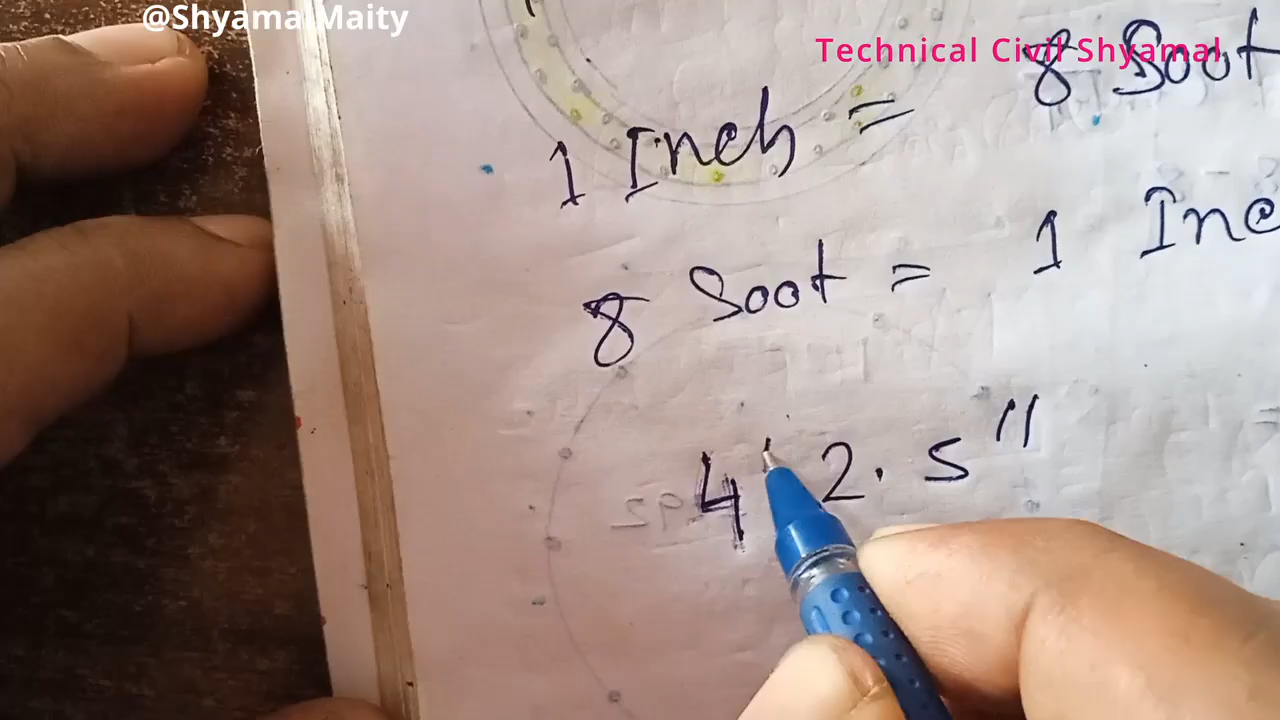 @ShyamalMaity
Technical Civil Shyamal
1 Inch = 8 Soot
8 Soot = 1 Inc
4' 2.5"